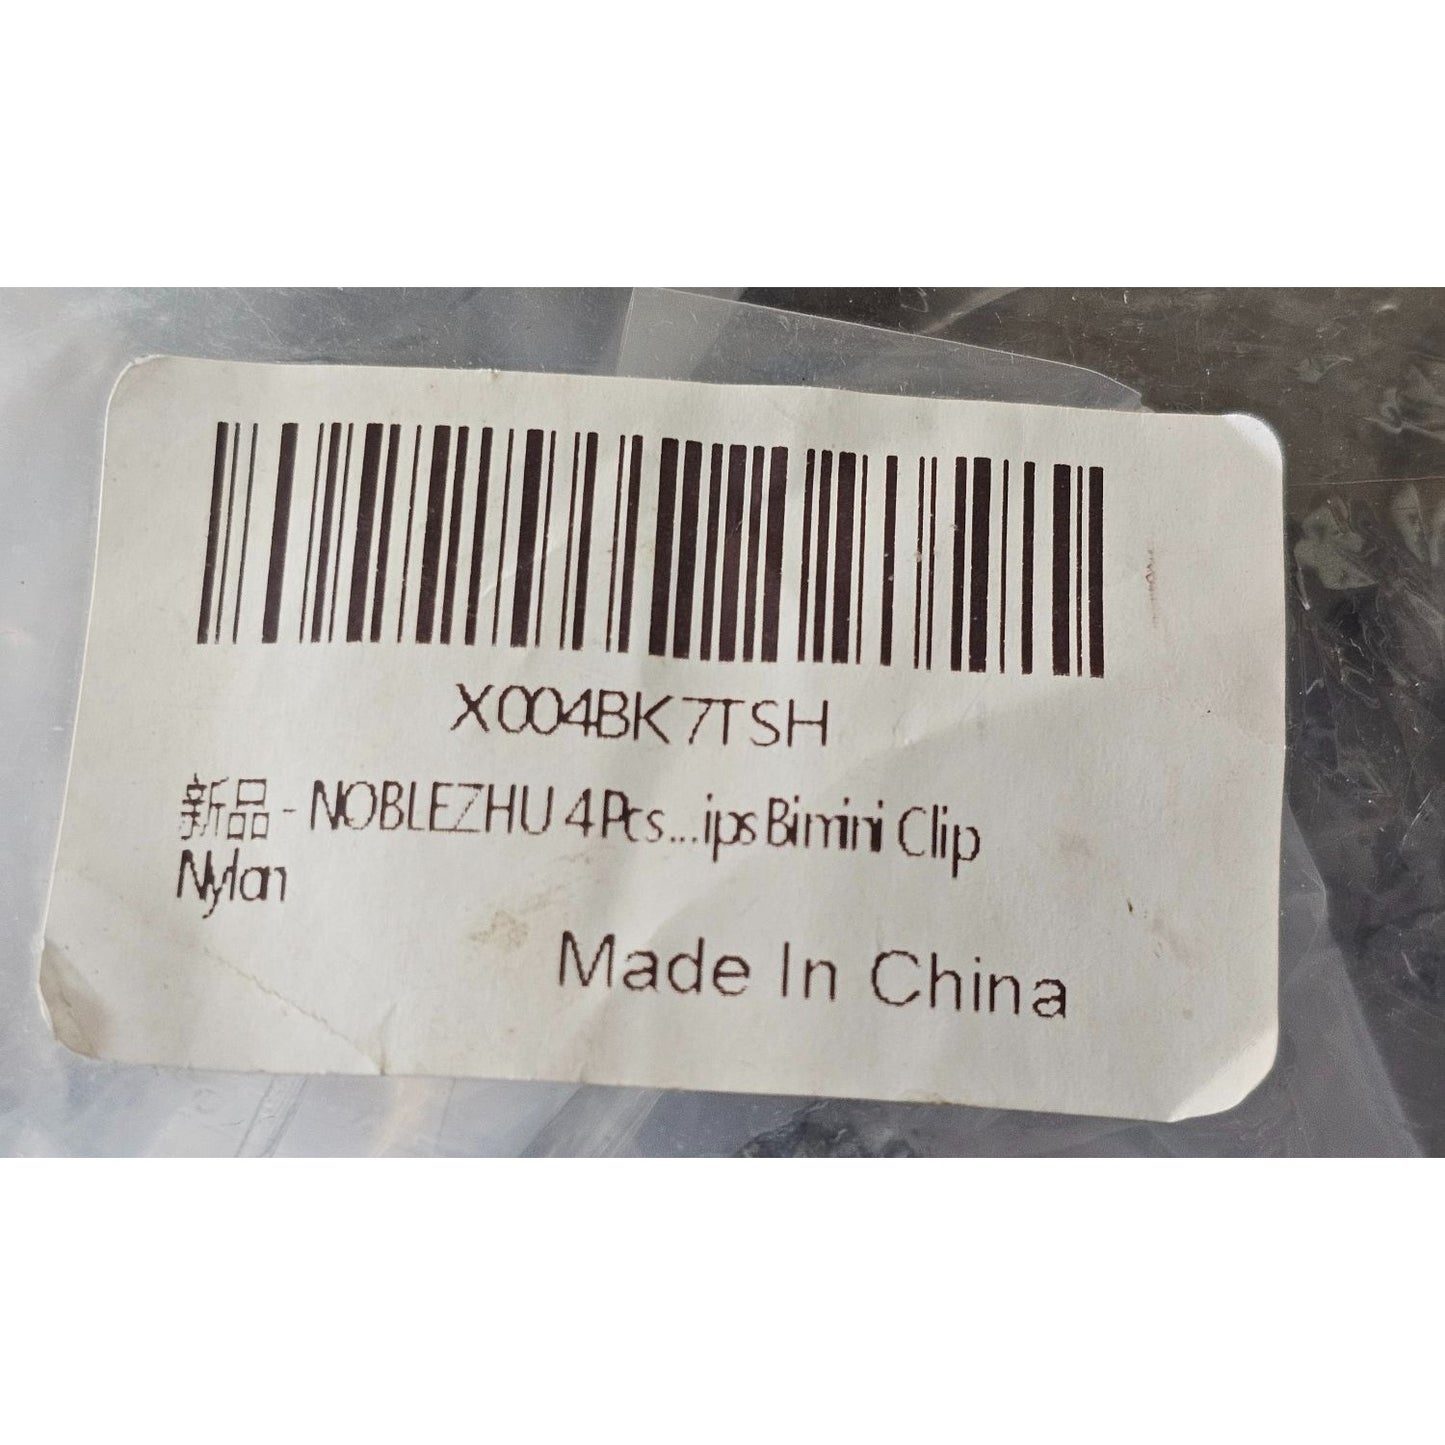 X004BK7TSH
新品 - NOBLEZHU 4 Pcs...ips Bimini Clip
Nylon
Made In China